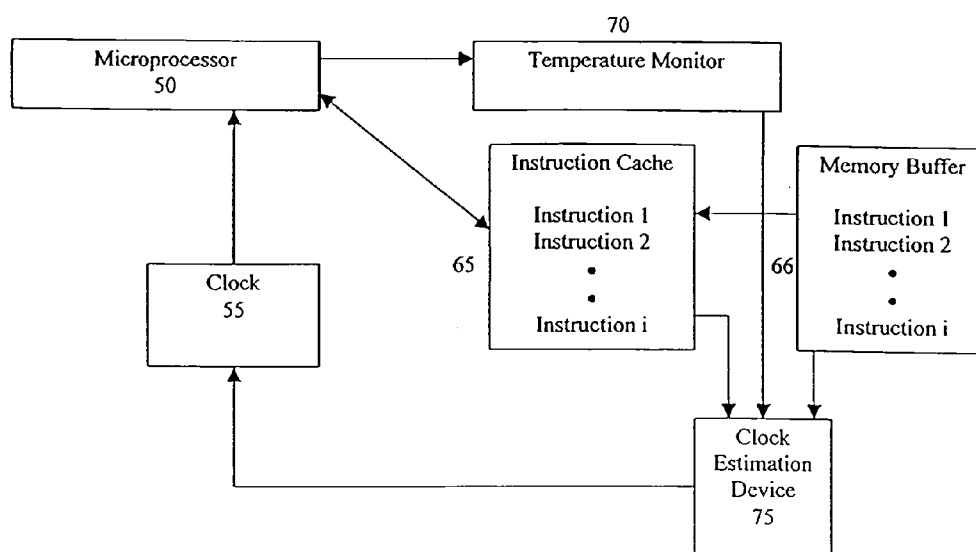 70
Microprocessor
50
Temperature Monitor
Instruction Cache
Instruction 1
Instruction 2
Instruction i
65
Memory Buffer
Instruction 1
Instruction 2
Instruction i
66
Clock
55
Clock
Estimation
Device
75